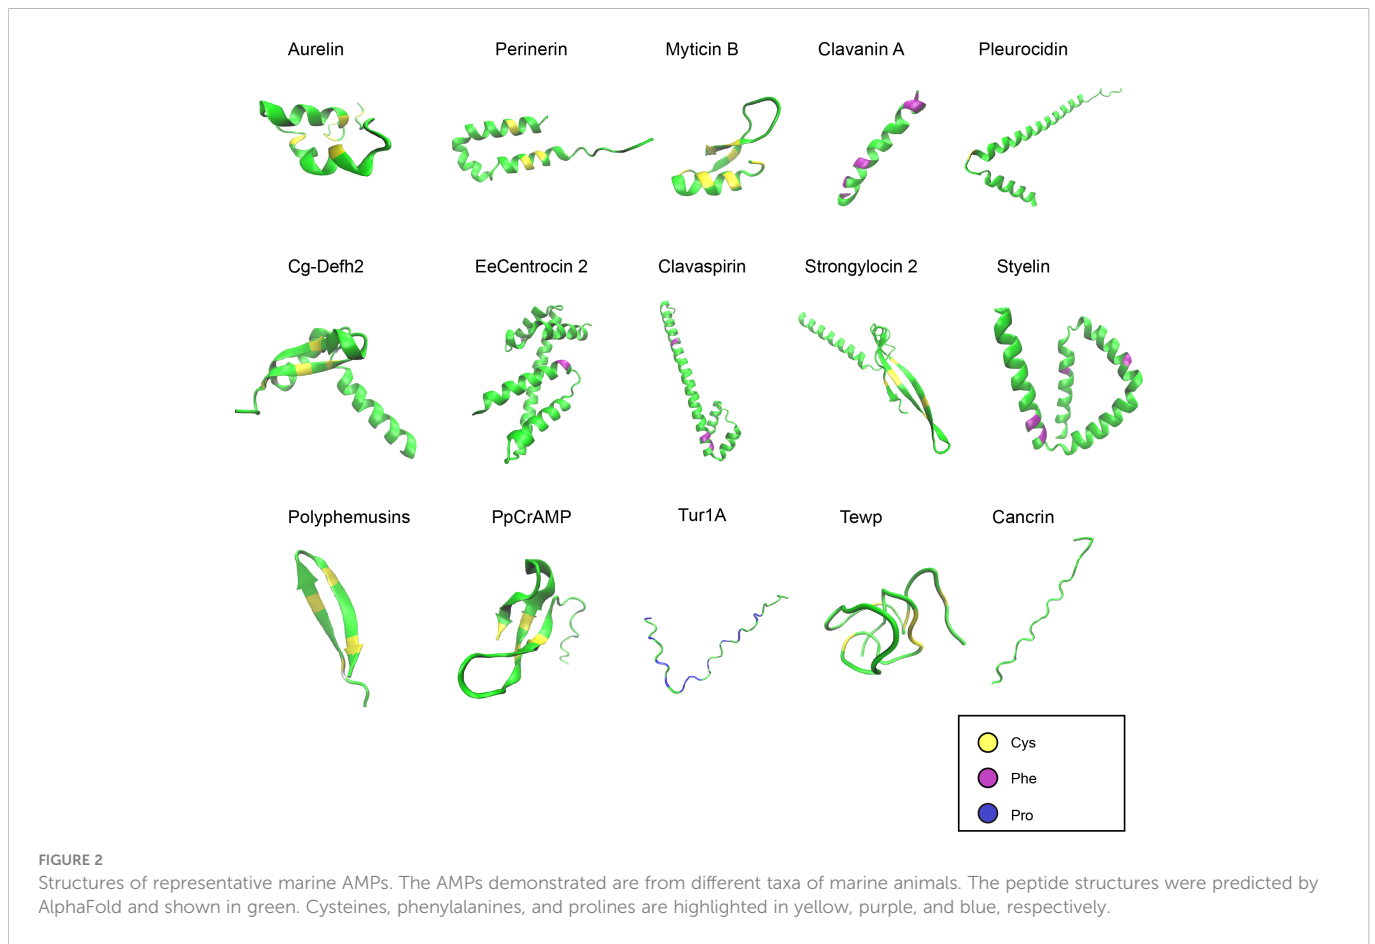 Aurelin
Perinerin
Myticin B
Clavanin A
Pleurocidin
Cg-Defh2
EeCentrocin 2
Clavaspirin
Strongylocin 2
Styelin
Polyphemusins
PpCrAMP
Tur1A
Tewp
Cancrin
Cys
Phe
Pro
FIGURE 2
Structures of representative marine AMPs. The AMPs demonstrated are from different taxa of marine animals. The peptide structures were predicted by
AlphaFold and shown in green. Cysteines, phenylalanines, and prolines are highlighted in yellow, purple, and blue, respectively.